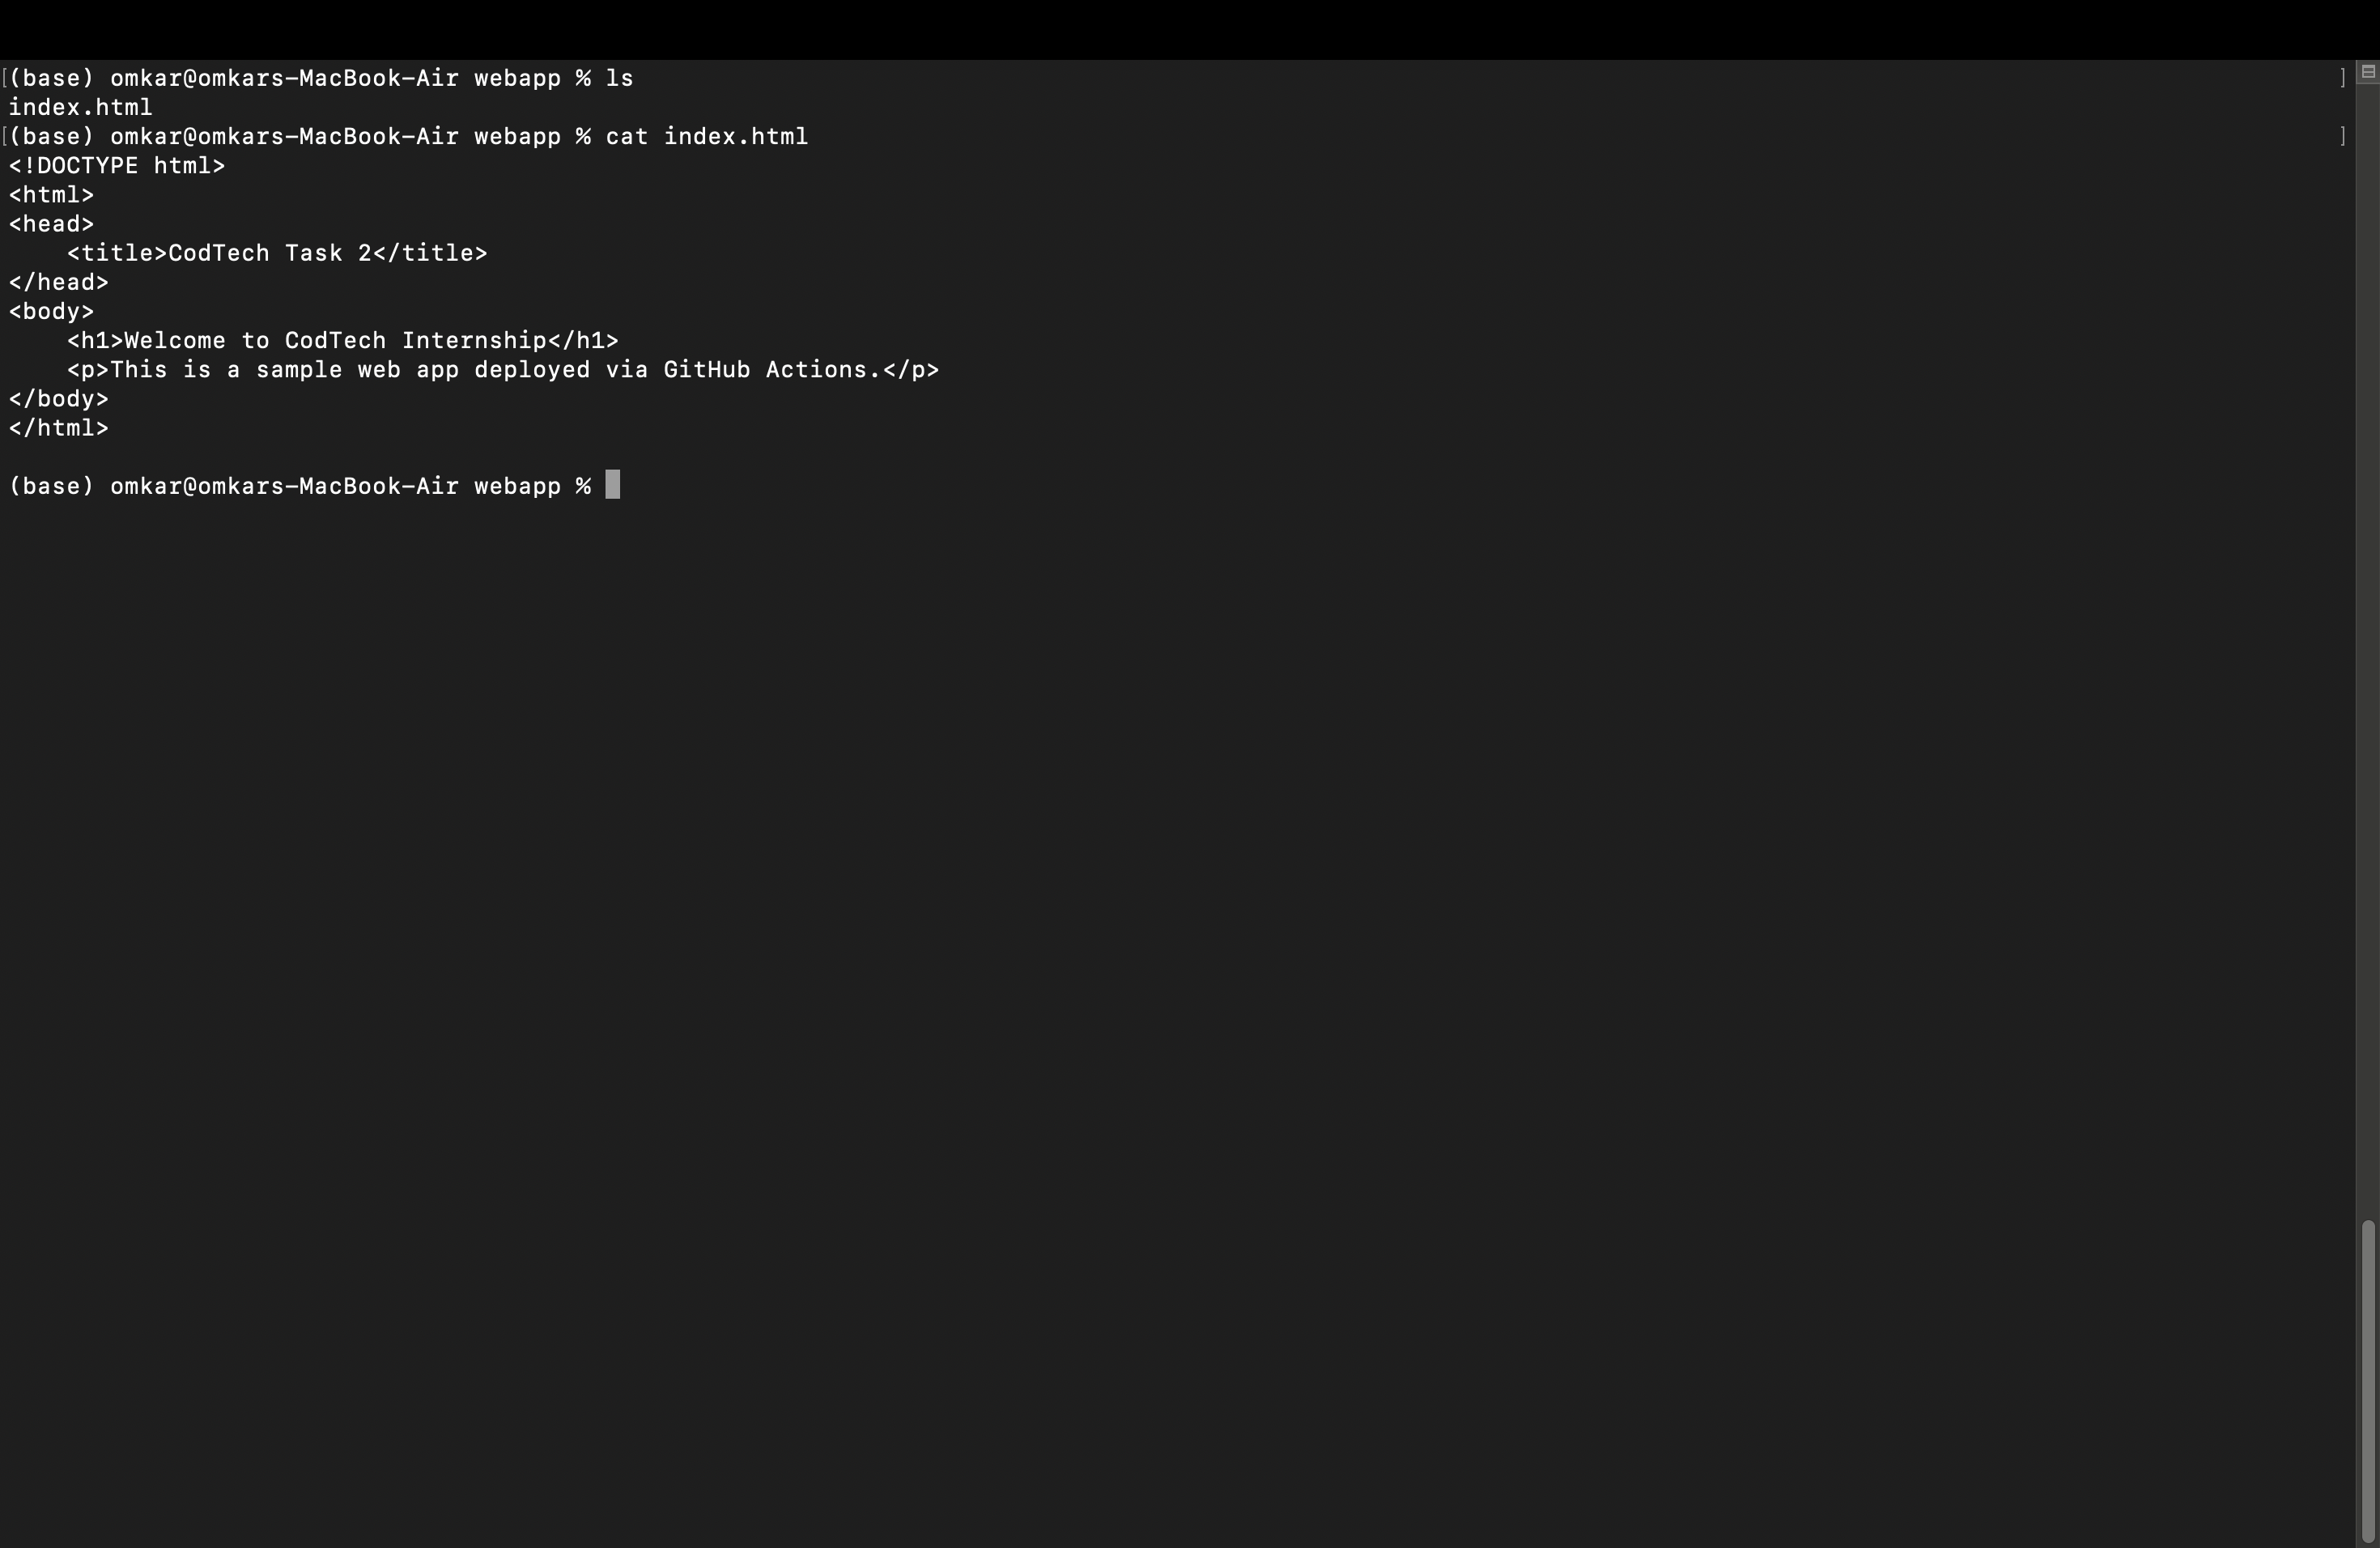 [(base) omkar@omkars-MacBook-Air webapp % ls ]
index.html
[(base) omkar@omkars-MacBook-Air webapp % cat index.html ]
<!DOCTYPE html>
<html>
<head>
    <title>CodTech Task 2</title>
</head>
<body>
    <h1>Welcome to CodTech Internship</h1>
    <p>This is a sample web app deployed via GitHub Actions.</p>
</body>
</html>

(base) omkar@omkars-MacBook-Air webapp %